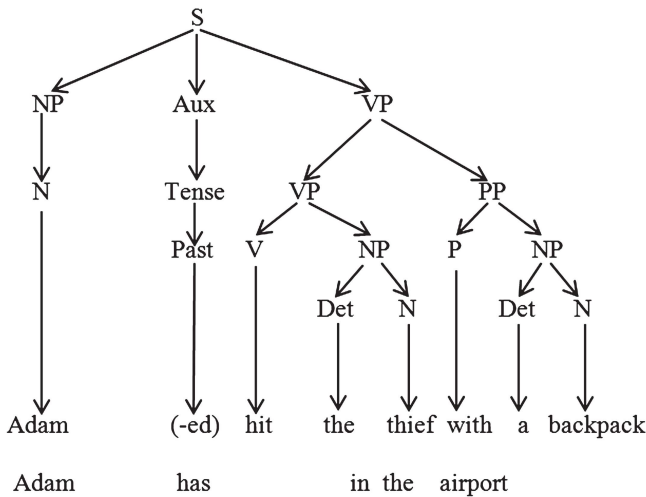 S
NP Aux VP
N Tense VP PP
Past V NP P NP
Det N Det N
Adam (-ed) hit the thief with a backpack
Adam has in the airport